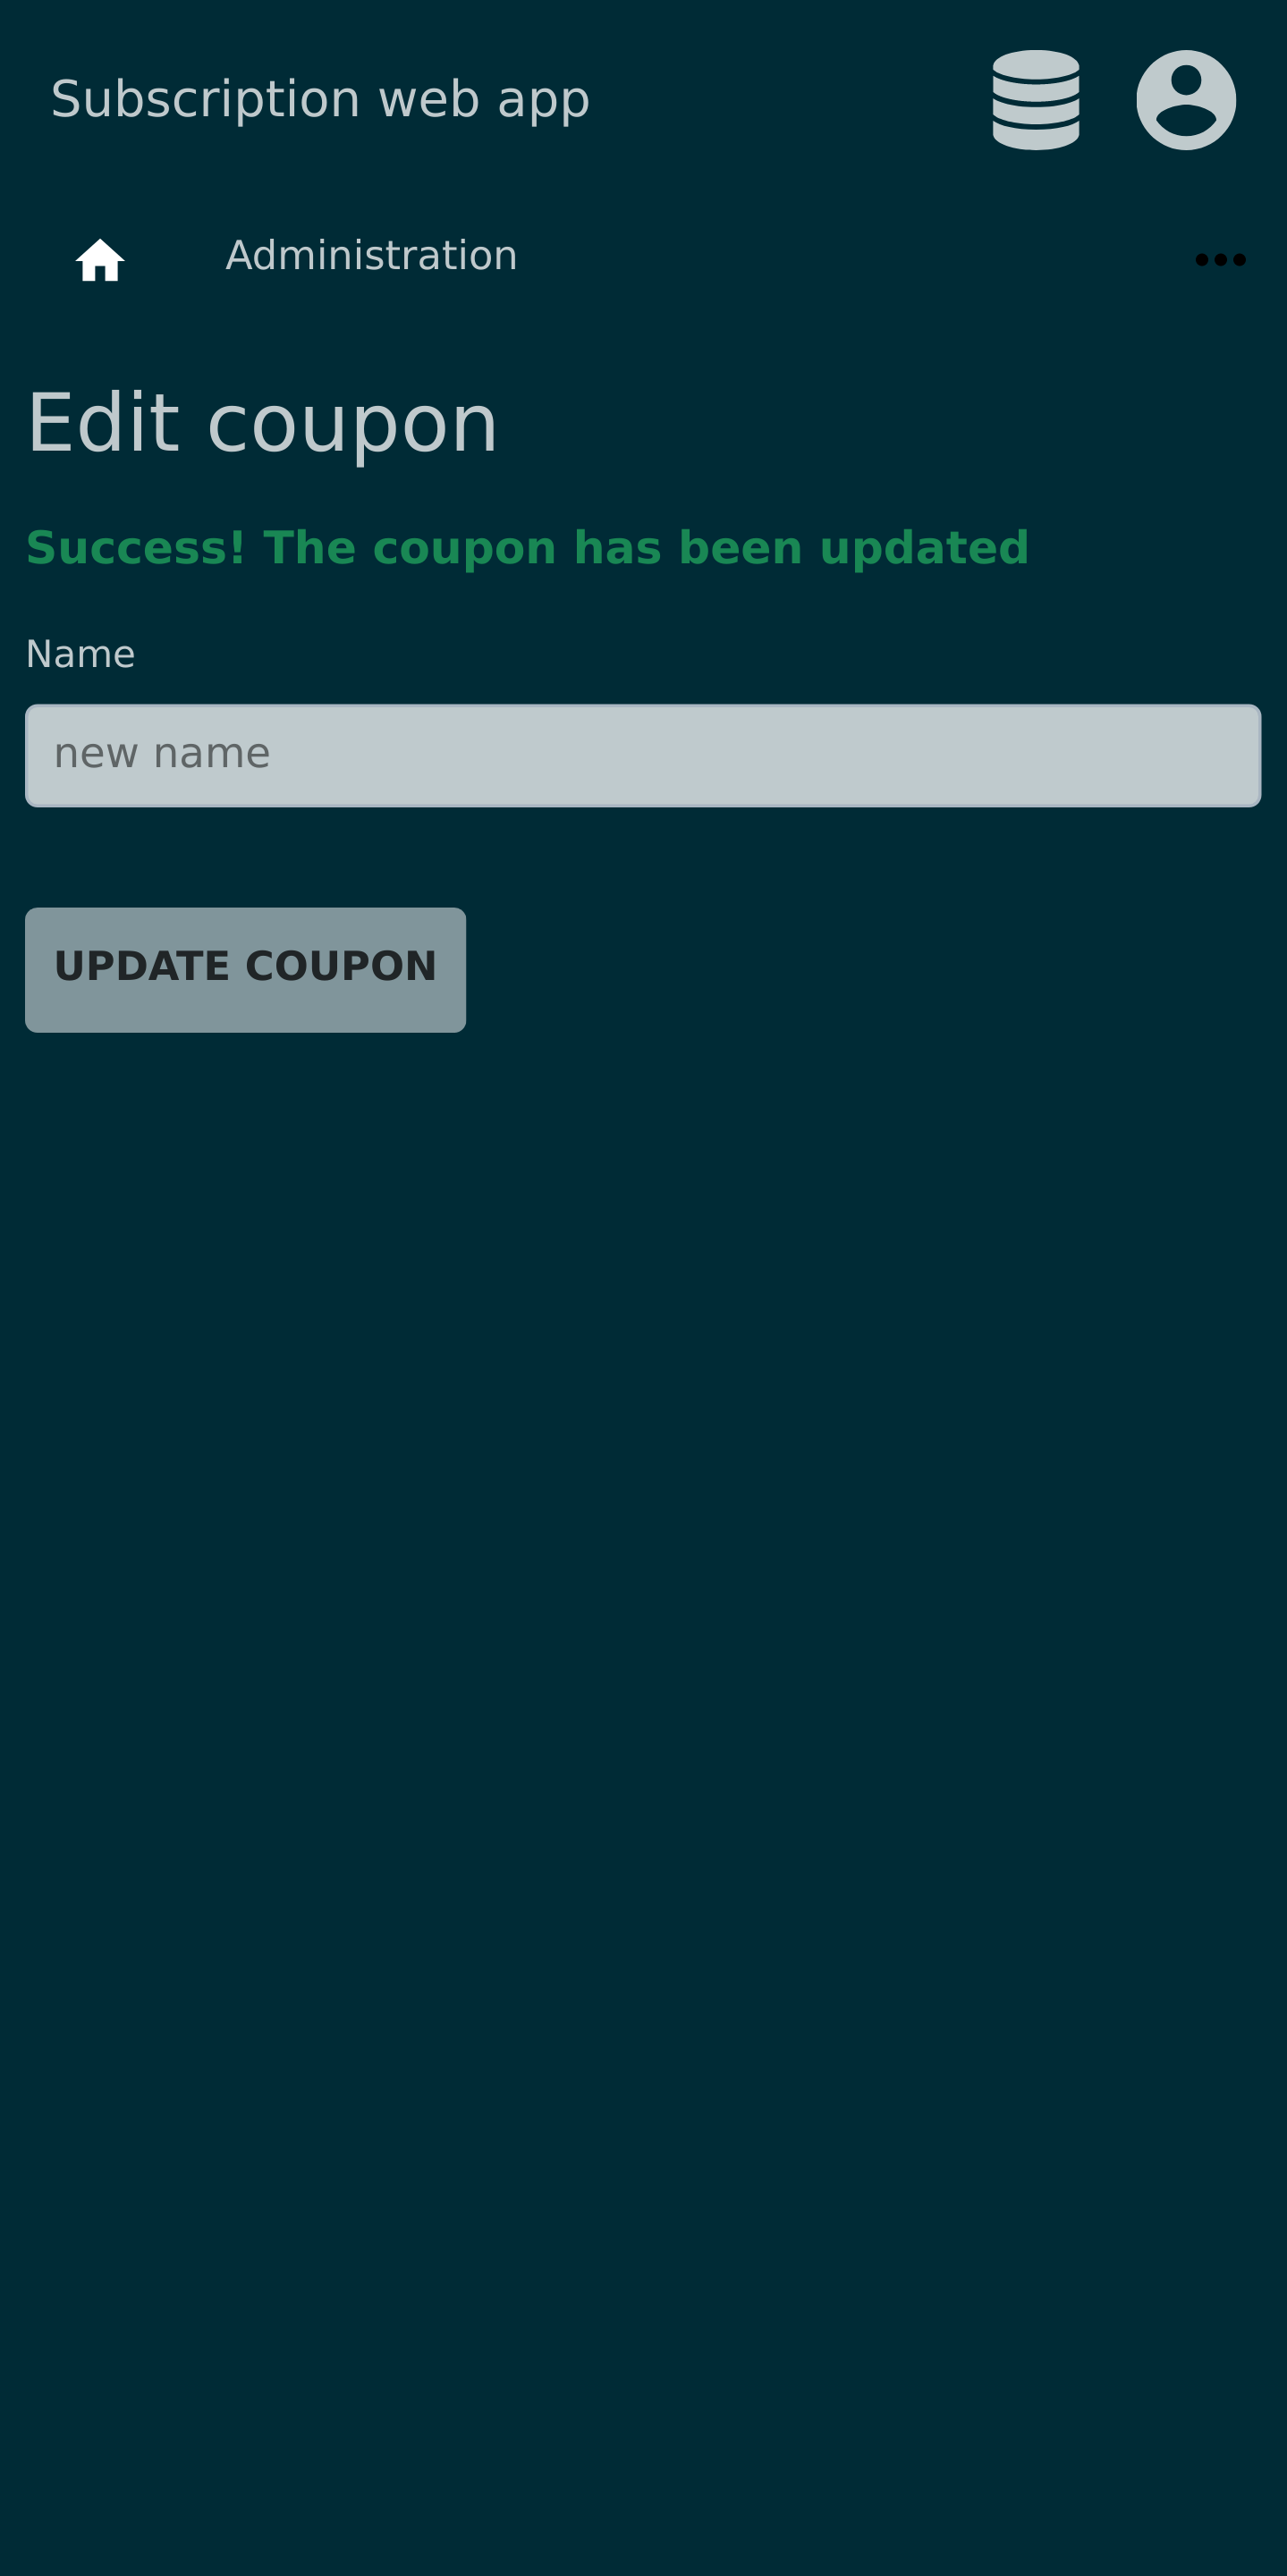 Subscription web app
Administration
Edit coupon
Success! The coupon has been updated
Name
new name
UPDATE COUPON